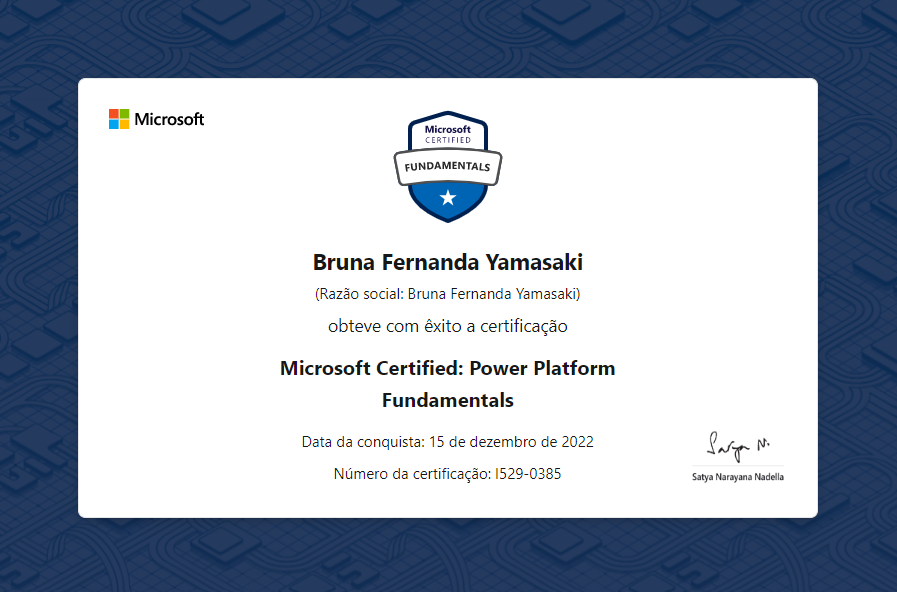 Microsoft
Microsoft
CERTIFIED
FUNDAMENTALS
Bruna Fernanda Yamasaki
(Razão social: Bruna Fernanda Yamasaki)
obteve com êxito a certificação
Microsoft Certified: Power Platform
Fundamentals
Data da conquista: 15 de dezembro de 2022
Número da certificação: I529-0385
Satya N.
Satya Narayana Nadella